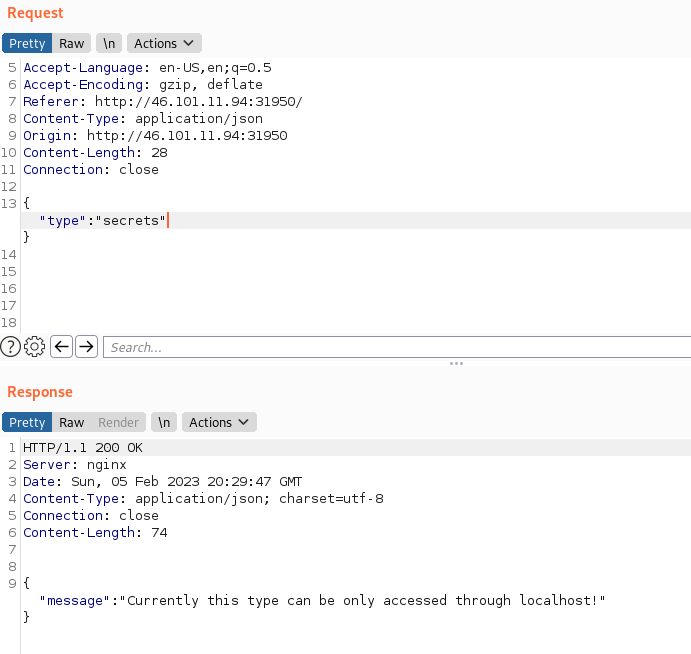 Request
Pretty Raw \n Actions
5 Accept-Language: en-US,en;q=0.5
6 Accept-Encoding: gzip, deflate
7 Referer: http://46.101.11.94:31950/
8 Content-Type: application/json
9 Origin: http://46.101.11.94:31950
10 Content-Length: 28
11 Connection: close
12
13 {
"type":"secrets"
}
14
15
16
17
18
? Search...
Response
Pretty Raw Render \n Actions
1 HTTP/1.1 200 OK
2 Server: nginx
3 Date: Sun, 05 Feb 2023 20:29:47 GMT
4 Content-Type: application/json; charset=utf-8
5 Connection: close
6 Content-Length: 74
7
8
9 {
"message":"Currently this type can be only accessed through localhost!"
}